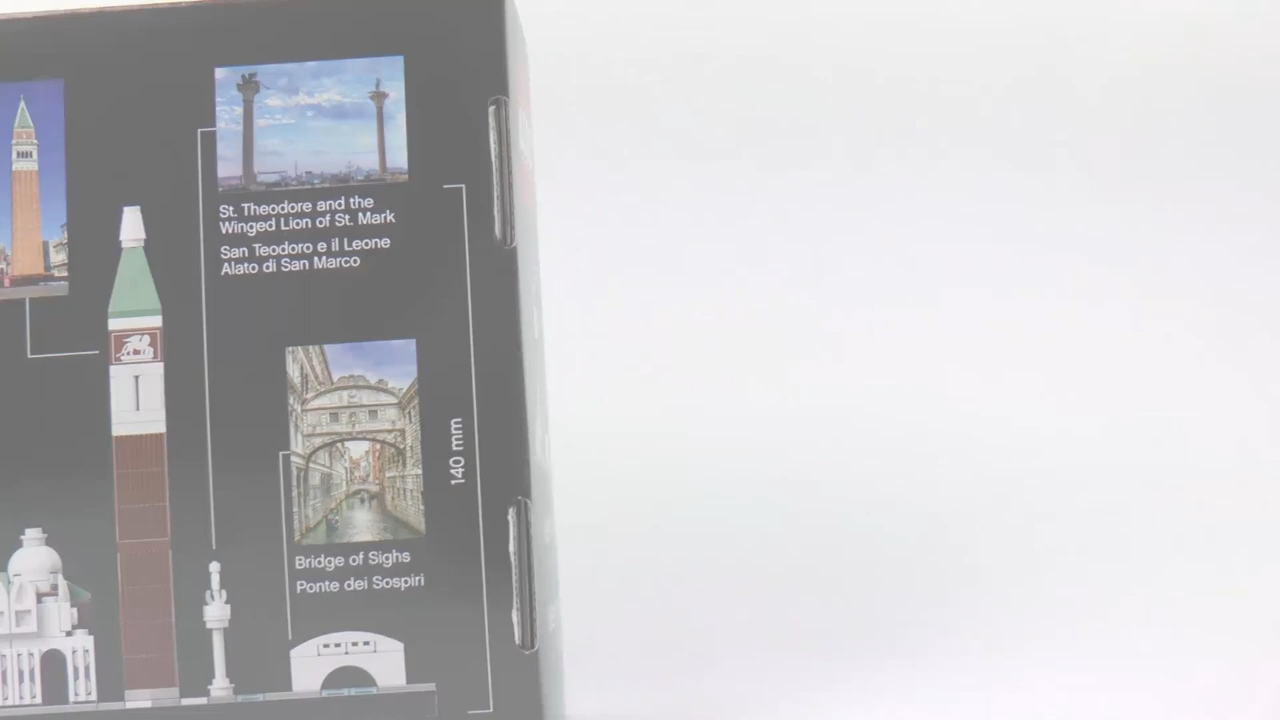 St. Theodore and the
Winged Lion of St. Mark
San Teodoro e il Leone
Alato di San Marco
140 mm
Bridge of Sighs
Ponte dei Sospiri